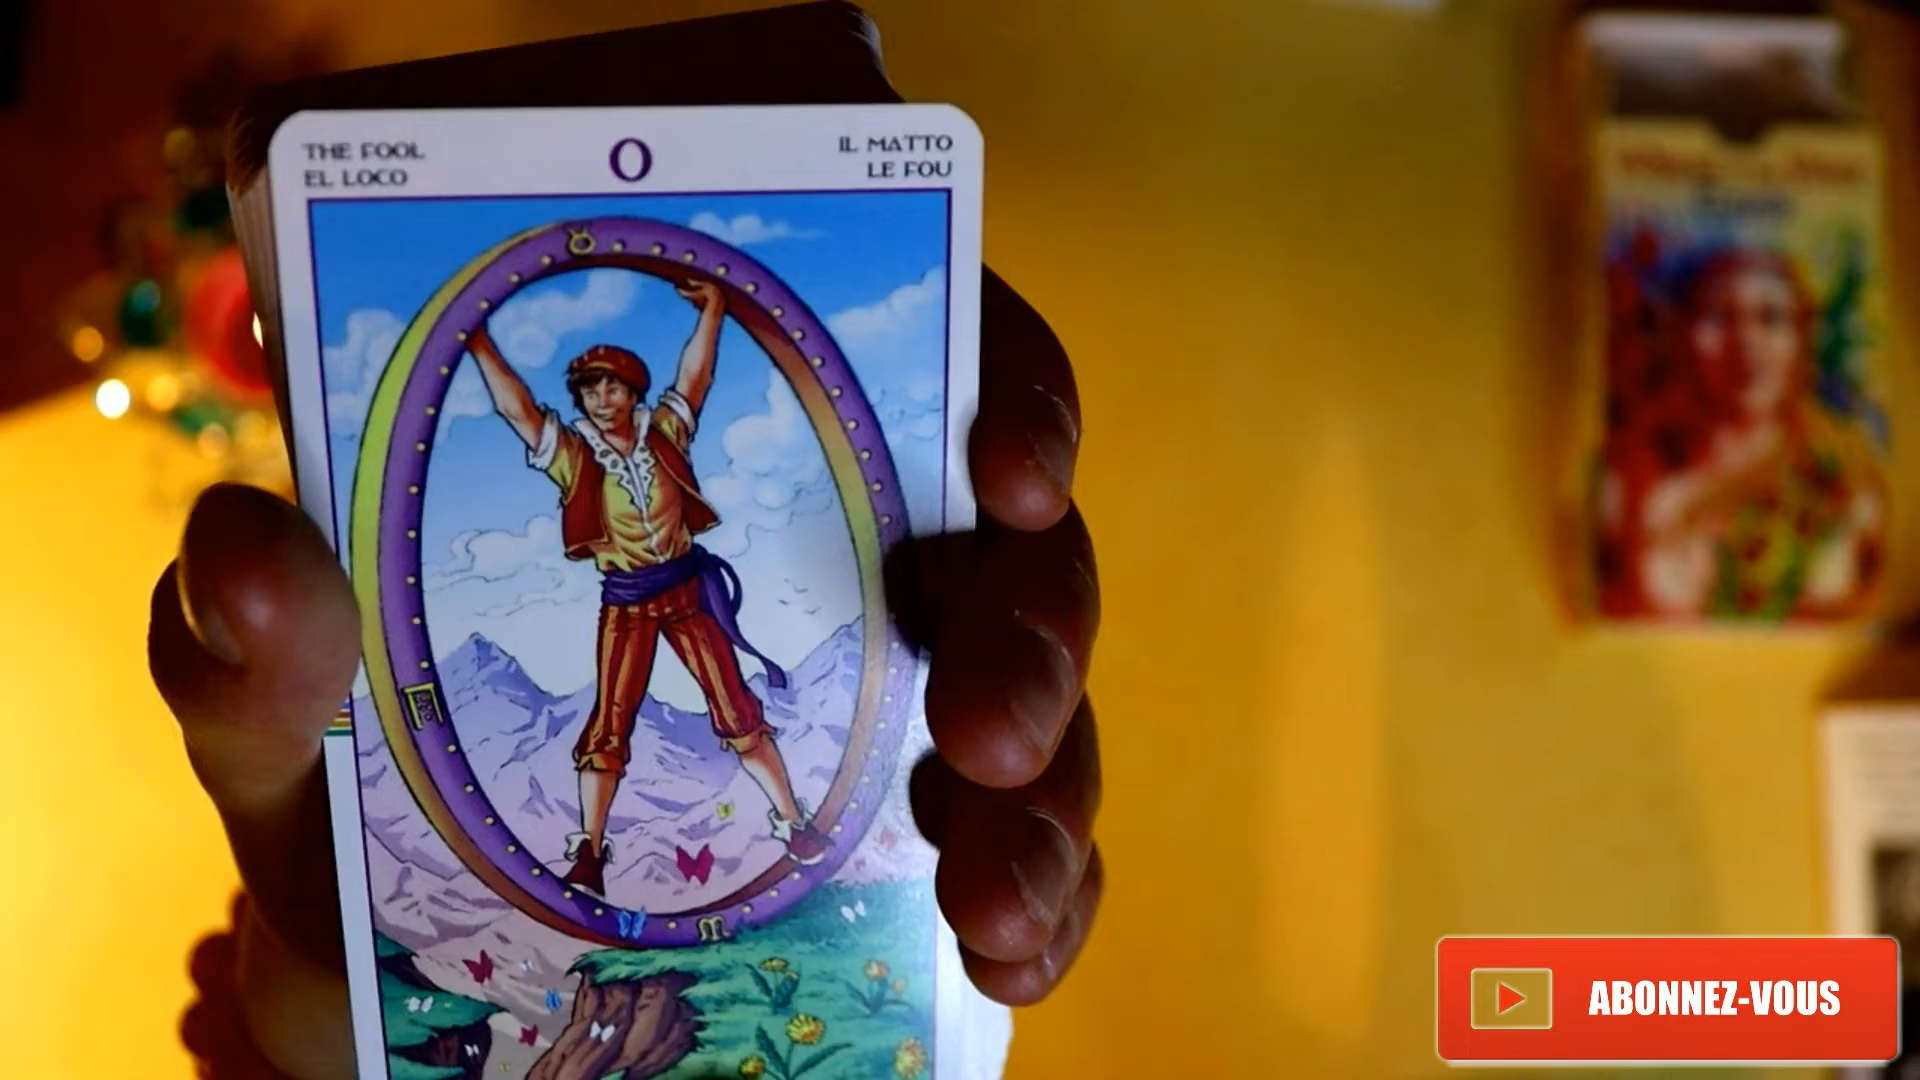 THE FOOL
EL LOCO
0
IL MATTO
LE FOU
ABONNEZ-VOUS